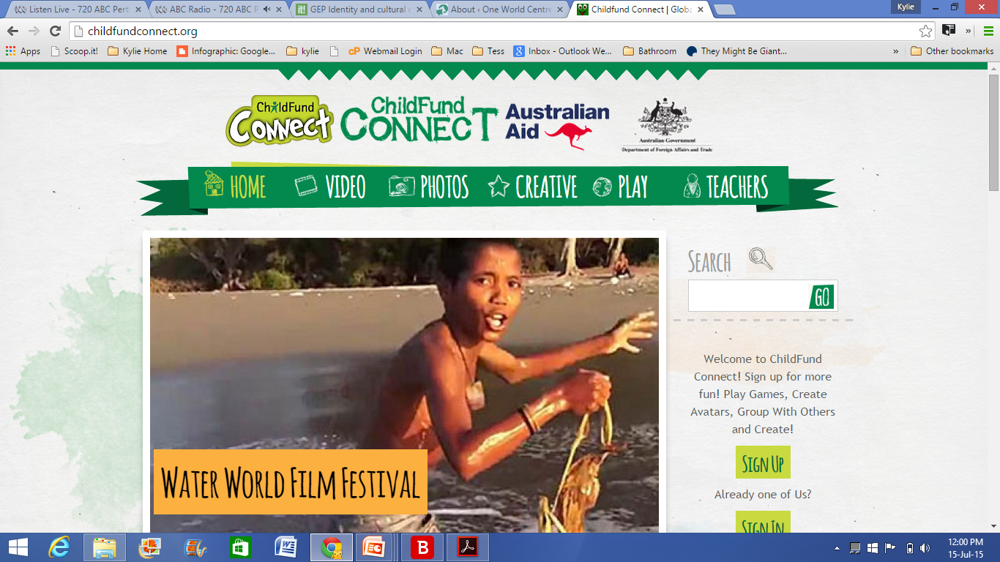 Listen Live - 720 ABC Pert
ABC Radio - 720 ABC P
GEP Identity and cultural e
About ‹ One World Centre
Childfund Connect | Globa
Kylie
childfundconnect.org
Apps
Scoop.it!
Kylie Home
Infographic: Google...
kylie
Webmail Login
Mac
Tess
Inbox - Outlook We...
Bathroom
They Might Be Giant...
»
Other bookmarks
ChildFund
Connect
ChildFund
CONNECT
Australian
Aid
Australian Government
Department of Foreign Affairs and Trade
HOME
VIDEO
PHOTOS
CREATIVE
PLAY
TEACHERS
SEARCH
GO
WATER WORLD FILM FESTIVAL
Welcome to ChildFund
Connect! Sign up for more
fun! Play Games, Create
Avatars, Group With Others
and Create!
SIGN UP
Already one of Us?
SIGN IN
12:00 PM
15-Jul-15